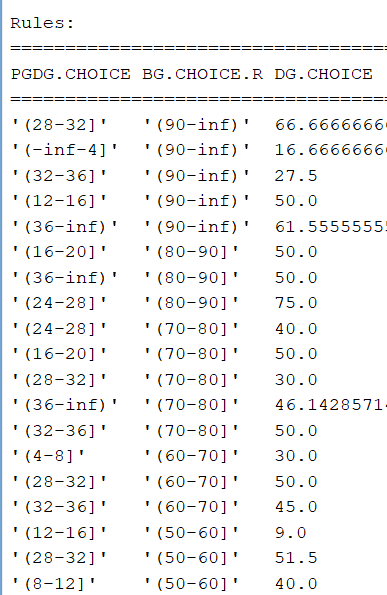 Rules:
==================================
PGDG.CHOICE BG.CHOICE.R DG.CHOICE
==================================
'(28-32]' '(90-inf)' 66.6666666
'(-inf-4]' '(90-inf)' 16.6666666
'(32-36]' '(90-inf)' 27.5
'(12-16]' '(90-inf)' 50.0
'(36-inf)' '(90-inf)' 61.5555555
'(16-20]' '(80-90]' 50.0
'(36-inf)' '(80-90]' 50.0
'(24-28]' '(80-90]' 75.0
'(24-28]' '(70-80]' 40.0
'(16-20]' '(70-80]' 50.0
'(28-32]' '(70-80]' 30.0
'(36-inf)' '(70-80]' 46.1428571
'(32-36]' '(70-80]' 50.0
'(4-8]' '(60-70]' 30.0
'(28-32]' '(60-70]' 50.0
'(32-36]' '(60-70]' 45.0
'(12-16]' '(50-60]' 9.0
'(28-32]' '(50-60]' 51.5
'(8-12]' '(50-60]' 40.0